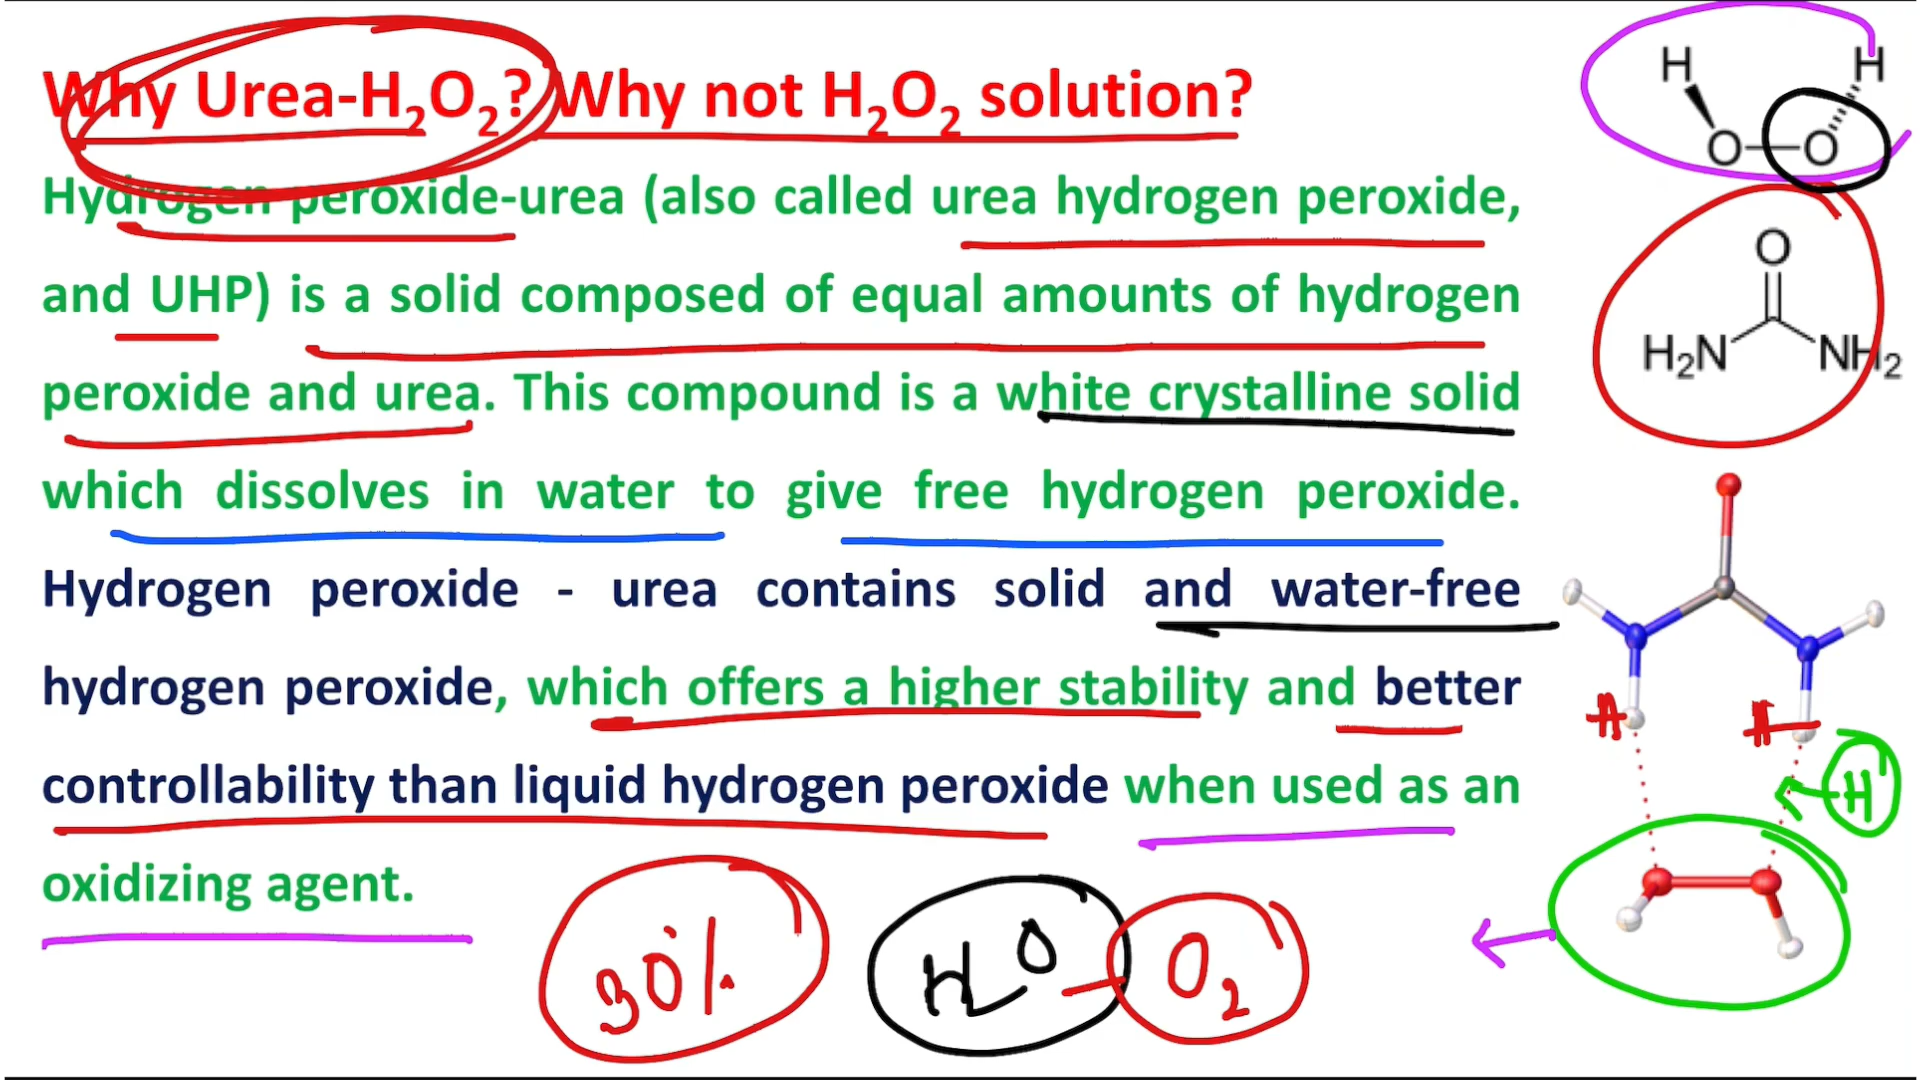 Why Urea-H₂O₂? Why not H₂O₂ solution?
Hydrogen peroxide-urea (also called urea hydrogen peroxide,
and UHP) is a solid composed of equal amounts of hydrogen
peroxide and urea. This compound is a white crystalline solid
which dissolves in water to give free hydrogen peroxide.
Hydrogen peroxide - urea contains solid and water-free
hydrogen peroxide, which offers a higher stability and better
controllability than liquid hydrogen peroxide when used as an
oxidizing agent.
30% H₂O O₂
H H
O O
O
H₂N NH₂
H H
H